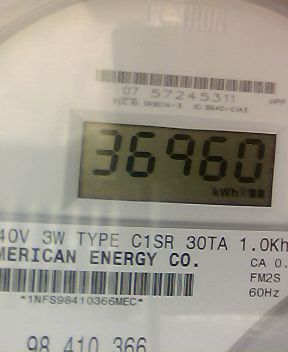 07 57245311
36960
kWh
40V 3W TYPE C1SR 30TA 1.0Kh
MERICAN ENERGY CO. CA 0.
FM2S
*1NFS98410366MEC* 60Hz
98 410 366